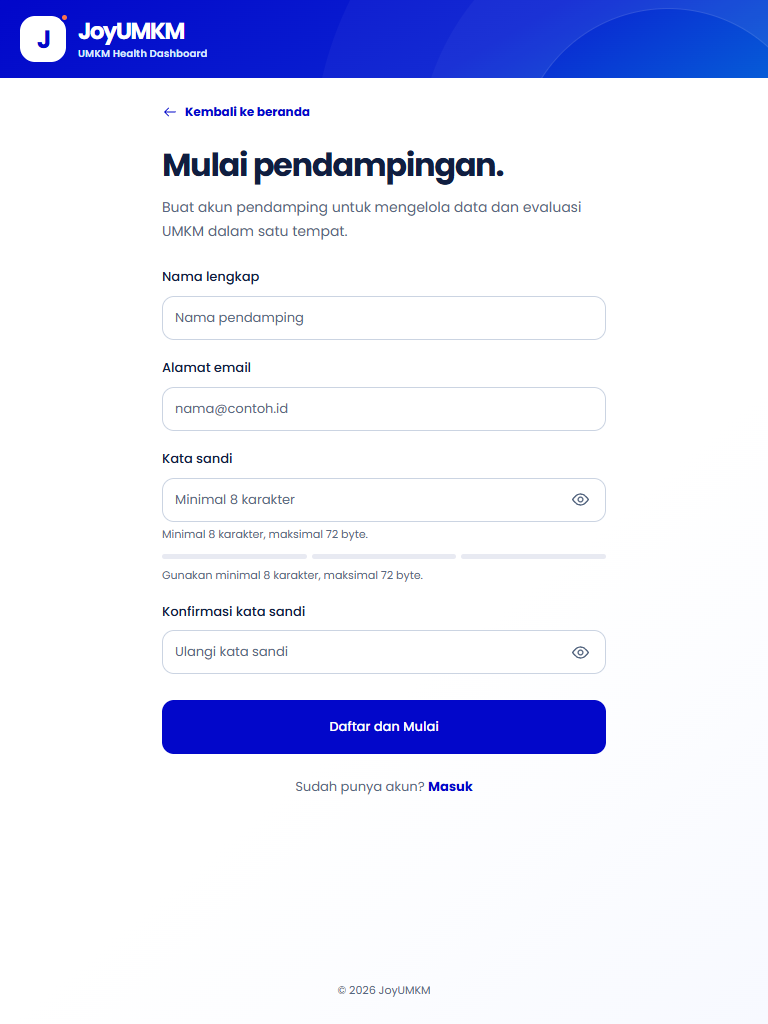 J
JoyUMKM
UMKM Health Dashboard
Kembali ke beranda
Mulai pendampingan.
Buat akun pendamping untuk mengelola data dan evaluasi
UMKM dalam satu tempat.
Nama lengkap
Nama pendamping
Alamat email
nama@contoh.id
Kata sandi
Minimal 8 karakter
Minimal 8 karakter, maksimal 72 byte.
Gunakan minimal 8 karakter, maksimal 72 byte.
Konfirmasi kata sandi
Ulangi kata sandi
Daftar dan Mulai
Sudah punya akun? Masuk
© 2026 JoyUMKM